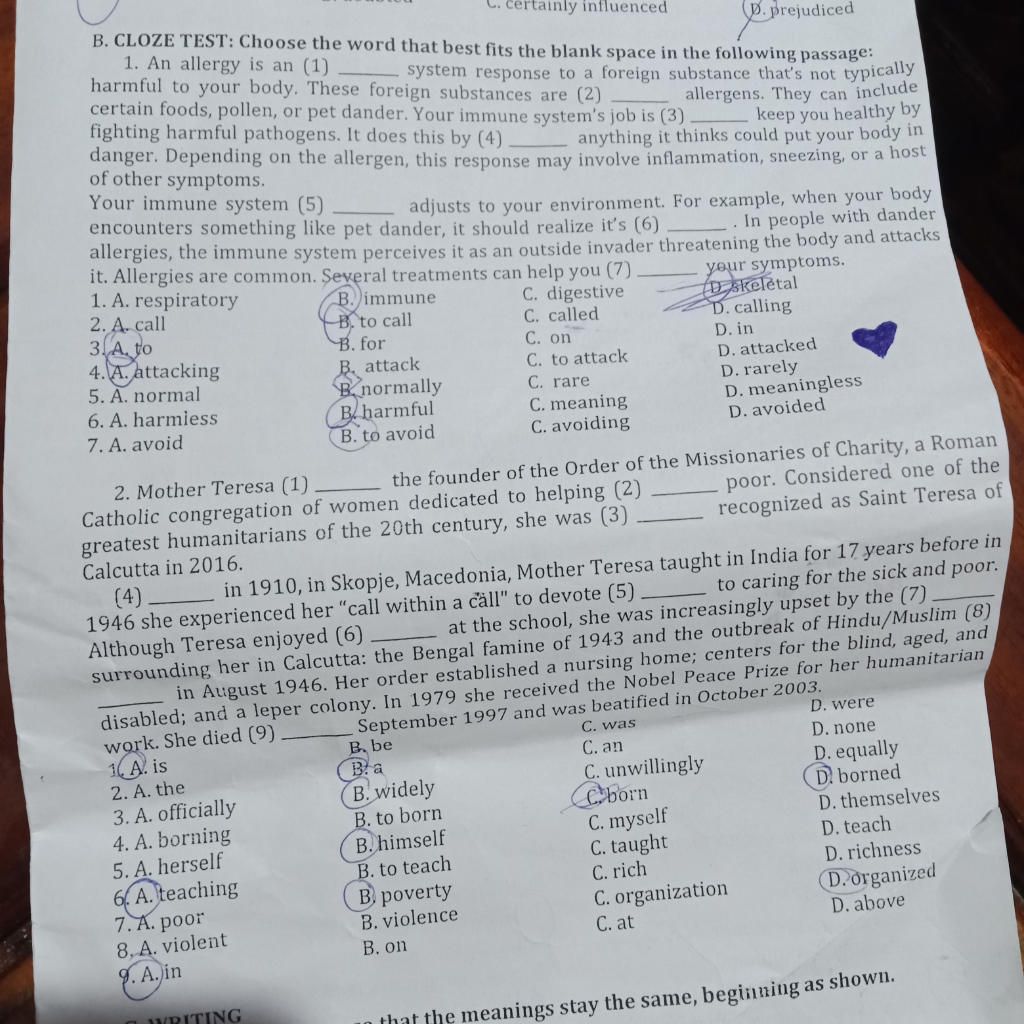 C. certainly influenced D. prejudiced
B. CLOZE TEST: Choose the word that best fits the blank space in the following passage:
1. An allergy is an (1) ______ system response to a foreign substance that's not typically
harmful to your body. These foreign substances are (2) ______ allergens. They can include
certain foods, pollen, or pet dander. Your immune system's job is (3) ______ keep you healthy by
fighting harmful pathogens. It does this by (4) ______ anything it thinks could put your body in
danger. Depending on the allergen, this response may involve inflammation, sneezing, or a host
of other symptoms.
Your immune system (5) ______ adjusts to your environment. For example, when your body
encounters something like pet dander, it should realize it's (6) ______ . In people with dander
allergies, the immune system perceives it as an outside invader threatening the body and attacks
it. Allergies are common. Several treatments can help you (7) ______ your symptoms.
1. A. respiratory B. immune C. digestive D. skeletal
2. A. call B. to call C. called D. calling
3. A. to B. for C. on D. in
4. A. attacking B. attack C. to attack D. attacked
5. A. normal B. normally C. rare D. rarely
6. A. harmiess B. harmful C. meaning D. meaningless
7. A. avoid B. to avoid C. avoiding D. avoided
2. Mother Teresa (1) ______ the founder of the Order of the Missionaries of Charity, a Roman
Catholic congregation of women dedicated to helping (2) ______ poor. Considered one of the
greatest humanitarians of the 20th century, she was (3) ______ recognized as Saint Teresa of
Calcutta in 2016.
(4) ______ in 1910, in Skopje, Macedonia, Mother Teresa taught in India for 17 years before in
1946 she experienced her "call within a call" to devote (5) ______ to caring for the sick and poor.
Although Teresa enjoyed (6) ______ at the school, she was increasingly upset by the (7) ______
surrounding her in Calcutta: the Bengal famine of 1943 and the outbreak of Hindu/Muslim (8)
______ in August 1946. Her order established a nursing home; centers for the blind, aged, and
disabled; and a leper colony. In 1979 she received the Nobel Peace Prize for her humanitarian
work. She died (9) ______ September 1997 and was beatified in October 2003.
1. A. is B. be C. was D. were
2. A. the B. a C. an D. none
3. A. officially B. widely C. unwillingly D. equally
4. A. borning B. to born C. born D. borned
5. A. herself B. himself C. myself D. themselves
6. A. teaching B. to teach C. taught D. teach
7. A. poor B. poverty C. rich D. richness
8. A. violent B. violence C. organization D. organized
9. A. in B. on C. at D. above
WRITING
that the meanings stay the same, beginning as shown.